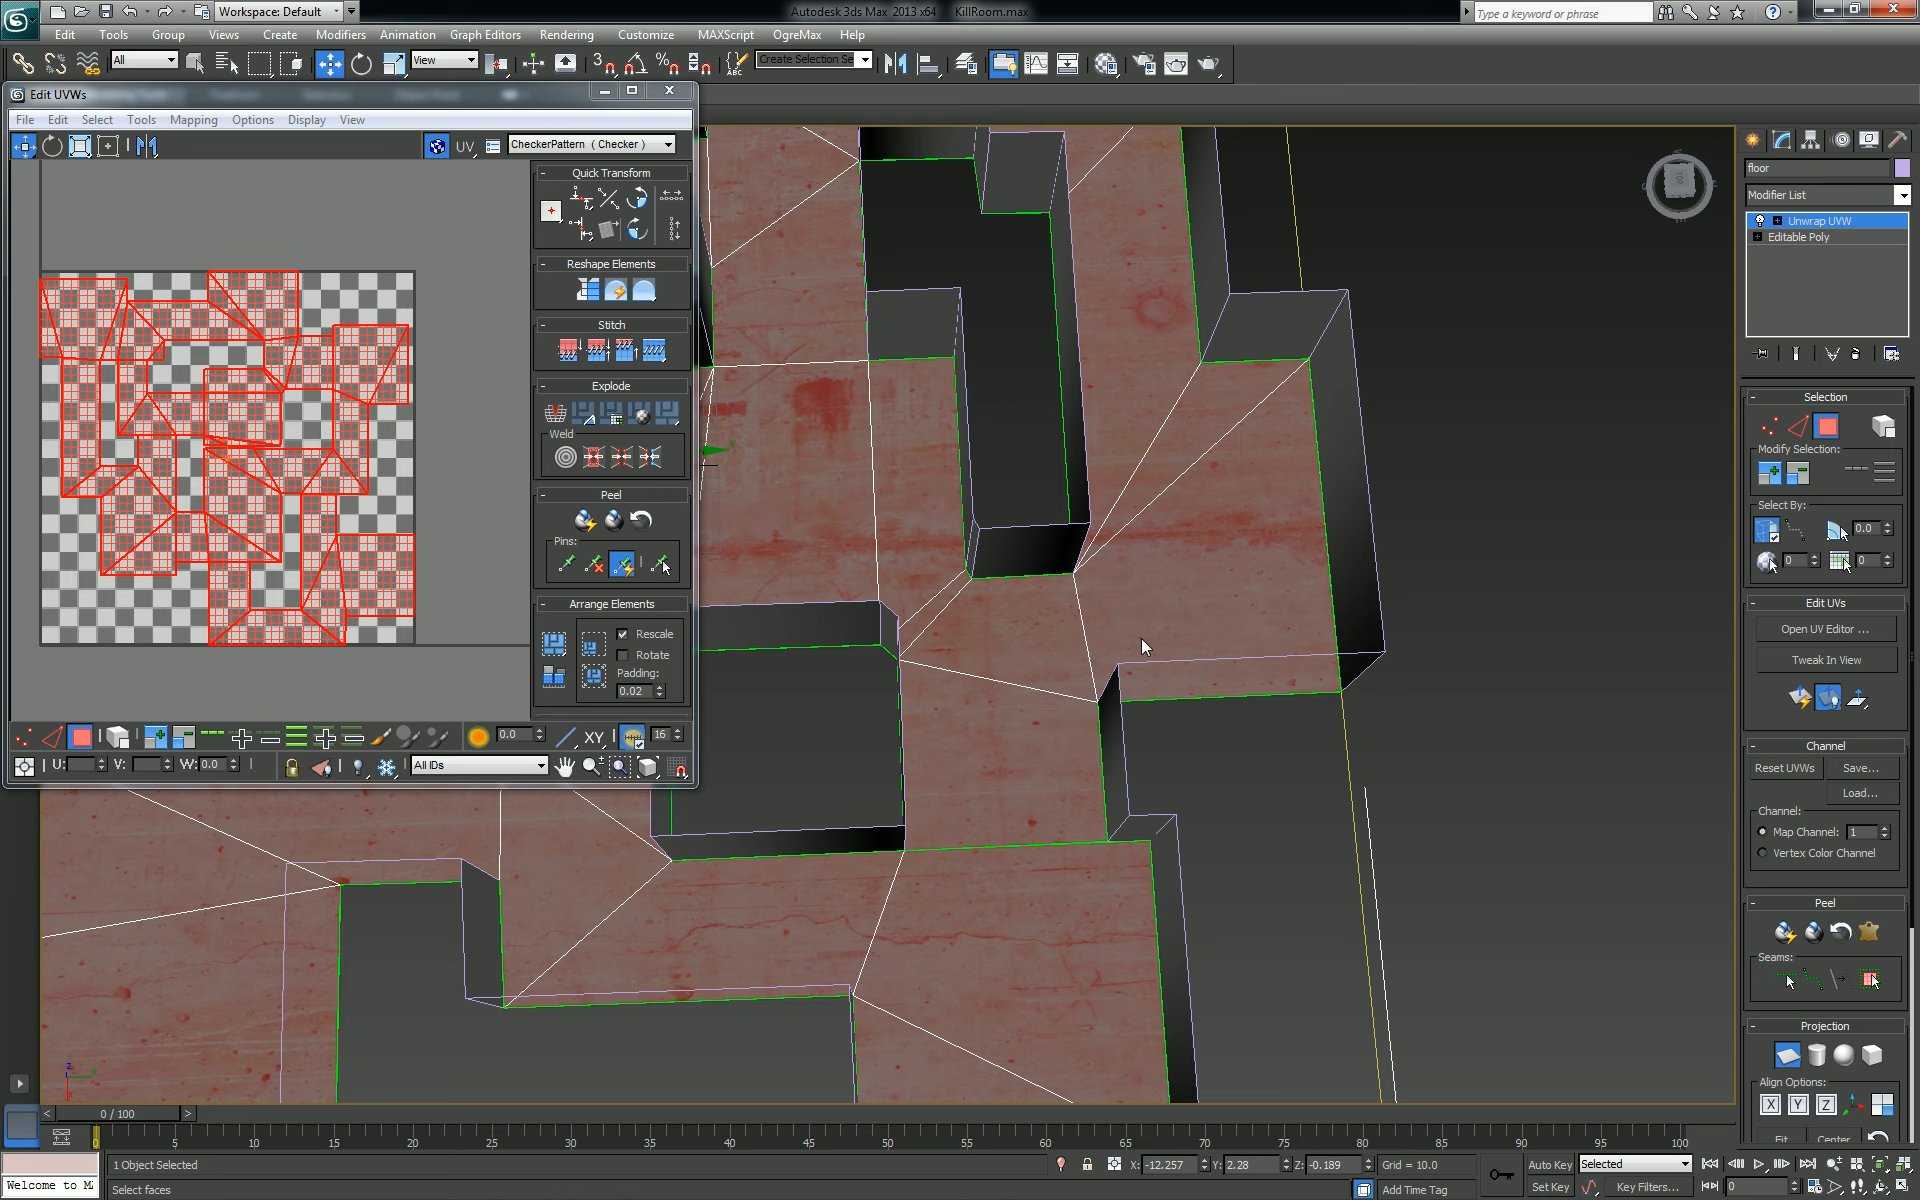 Workspace: Default
Autodesk 3ds Max 2013 x64 KillRoom.max
Type a keyword or phrase
Edit Tools Group Views Create Modifiers Animation Graph Editors Rendering Customize MAXScript OgreMax Help
All View Create Selection Se
Edit UVWs
File Edit Select Tools Mapping Options Display View
UV CheckerPattern ( Checker )
Quick Transform
Reshape Elements
Stitch
Explode
Weld
Peel
Pins:
Arrange Elements
Rescale
Rotate
Padding:
0.02
0.0 XY 16
U: V: W: 0.0 All IDs
TOP
floor
Modifier List
Unwrap UVW
Editable Poly
Selection
Modify Selection:
Select By:
0.0
0 0
Edit UVs
Open UV Editor ...
Tweak In View
Channel
Reset UVWs Save...
Load...
Channel:
Map Channel: 1
Vertex Color Channel
Peel
Seams:
Projection
Align Options:
X Y Z
Fit Center
z
x
y
< 0 / 100 >
0 5 10 15 20 25 30 35 40 45 50 55 60 65 70 75 80 85 90 95 100
1 Object Selected X: -12.257 Y: 2.28 Z: -0.189 Grid = 10.0 Auto Key Selected
Welcome to M
Select faces Add Time Tag Set Key Key Filters... 0